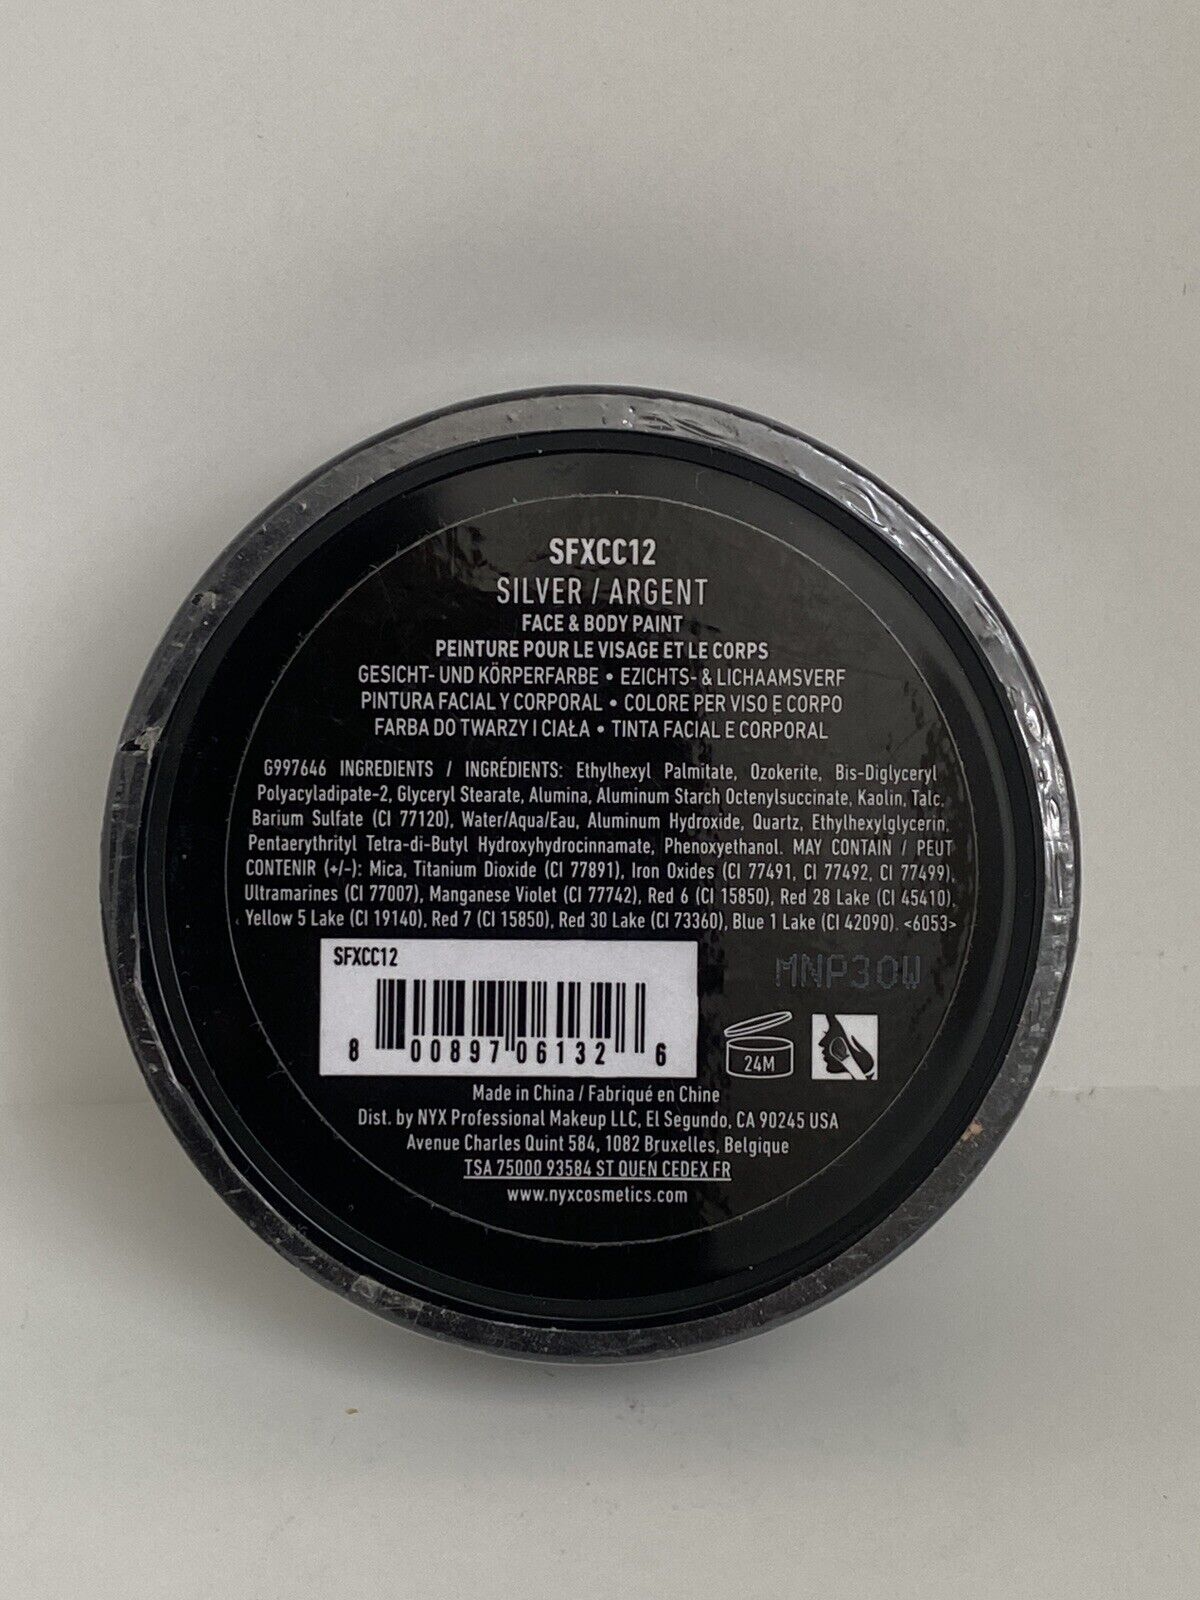 SFXCC12
SILVER / ARGENT
FACE & BODY PAINT
PEINTURE POUR LE VISAGE ET LE CORPS
GESICHT- UND KÖRPERFARBE • EZICHTS- & LICHAAMSVERF
PINTURA FACIAL Y CORPORAL • COLORE PER VISO E CORPO
FARBA DO TWARZY I CIAŁA • TINTA FACIAL E CORPORAL
G997646 INGREDIENTS / INGRÉDIENTS: Ethylhexyl Palmitate, Ozokerite, Bis-Diglyceryl
Polyacyladipate-2, Glyceryl Stearate, Alumina, Aluminum Starch Octenylsuccinate, Kaolin, Talc,
Barium Sulfate (CI 77120), Water/Aqua/Eau, Aluminum Hydroxide, Quartz, Ethylhexylglycerin,
Pentaerythrityl Tetra-di-Butyl Hydroxyhydrocinnamate, Phenoxyethanol. MAY CONTAIN / PEUT
CONTENIR (+/-): Mica, Titanium Dioxide (CI 77891), Iron Oxides (CI 77491, CI 77492, CI 77499),
Ultramarines (CI 77007), Manganese Violet (CI 77742), Red 6 (CI 15850), Red 28 Lake (CI 45410),
Yellow 5 Lake (CI 19140), Red 7 (CI 15850), Red 30 Lake (CI 73360), Blue 1 Lake (CI 42090). <6053>
SFXCC12
MNP30W
8 00897 06132 6
24M
Made in China / Fabriqué en Chine
Dist. by NYX Professional Makeup LLC, El Segundo, CA 90245 USA
Avenue Charles Quint 584, 1082 Bruxelles, Belgique
TSA 75000 93584 ST QUEN CEDEX FR
www.nyxcosmetics.com